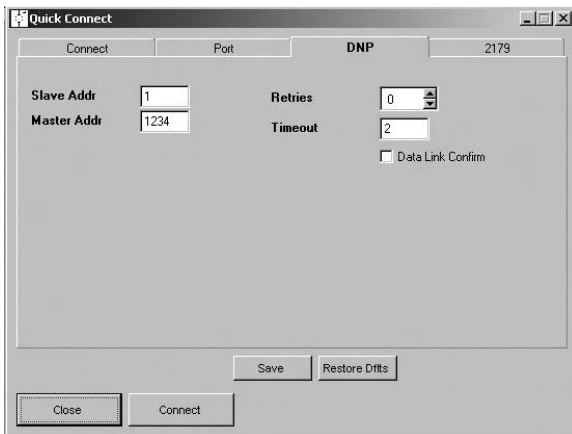 Quick Connect
Connect Port DNP 2179
Slave Addr 1 Retries 0
Master Addr 1234 Timeout 2
Data Link Confirm
Save Restore Dflts
Close Connect